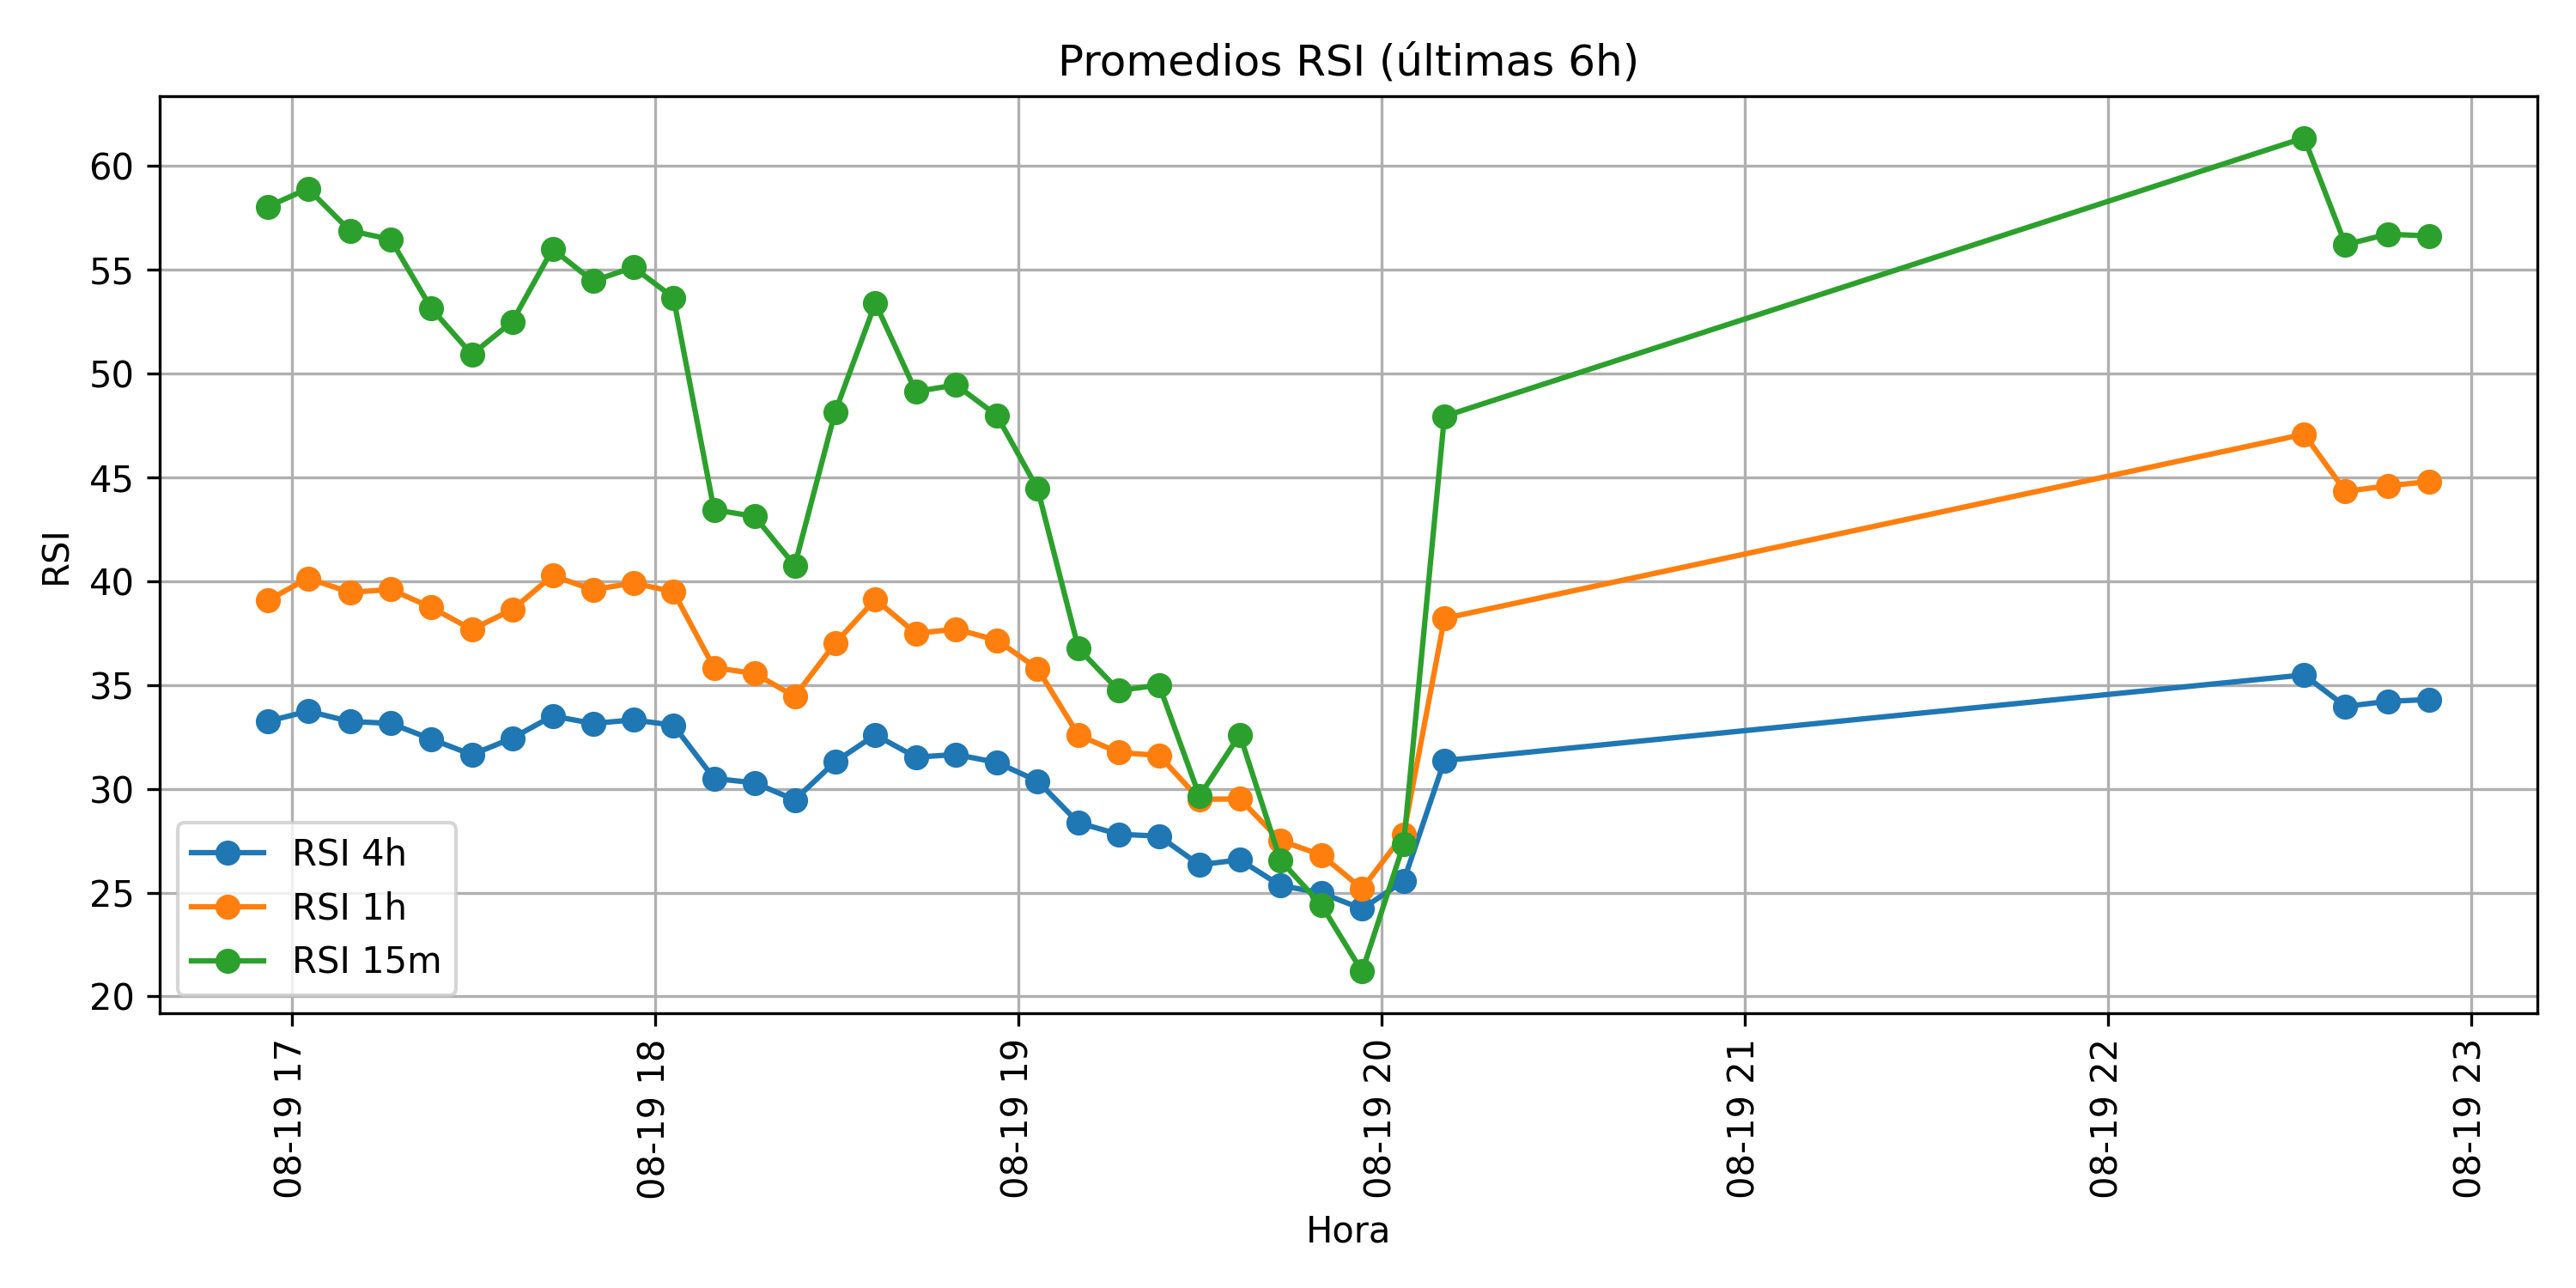 Promedios RSI (últimas 6h)
RSI
60
55
50
45
40
35
30
25
20
RSI 4h
RSI 1h
RSI 15m
08-19 17
08-19 18
08-19 19
08-19 20
08-19 21
08-19 22
08-19 23
Hora